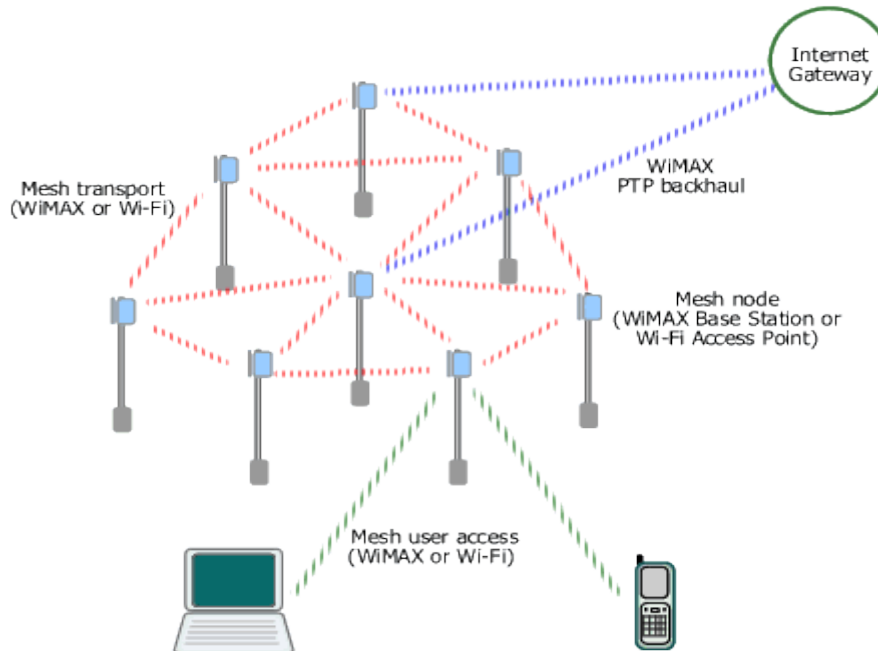 Internet
Gateway
WiMAX
PTP backhaul
Mesh transport
(WiMAX or Wi-Fi)
Mesh node
(WiMAX Base Station or
Wi-Fi Access Point)
Mesh user access
(WiMAX or Wi-Fi)